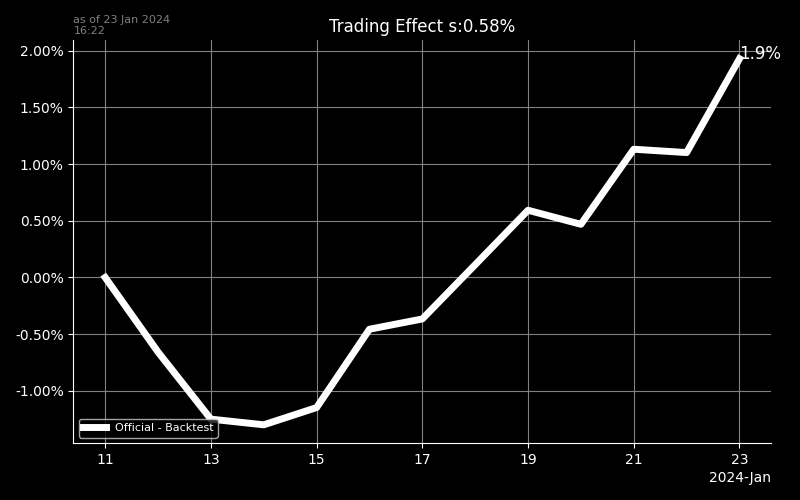 as of 23 Jan 2024
16:22
Trading Effect s:0.58%
1.9%
2.00%
1.50%
1.00%
0.50%
0.00%
-0.50%
-1.00%
Official - Backtest
11 13 15 17 19 21 23
2024-Jan